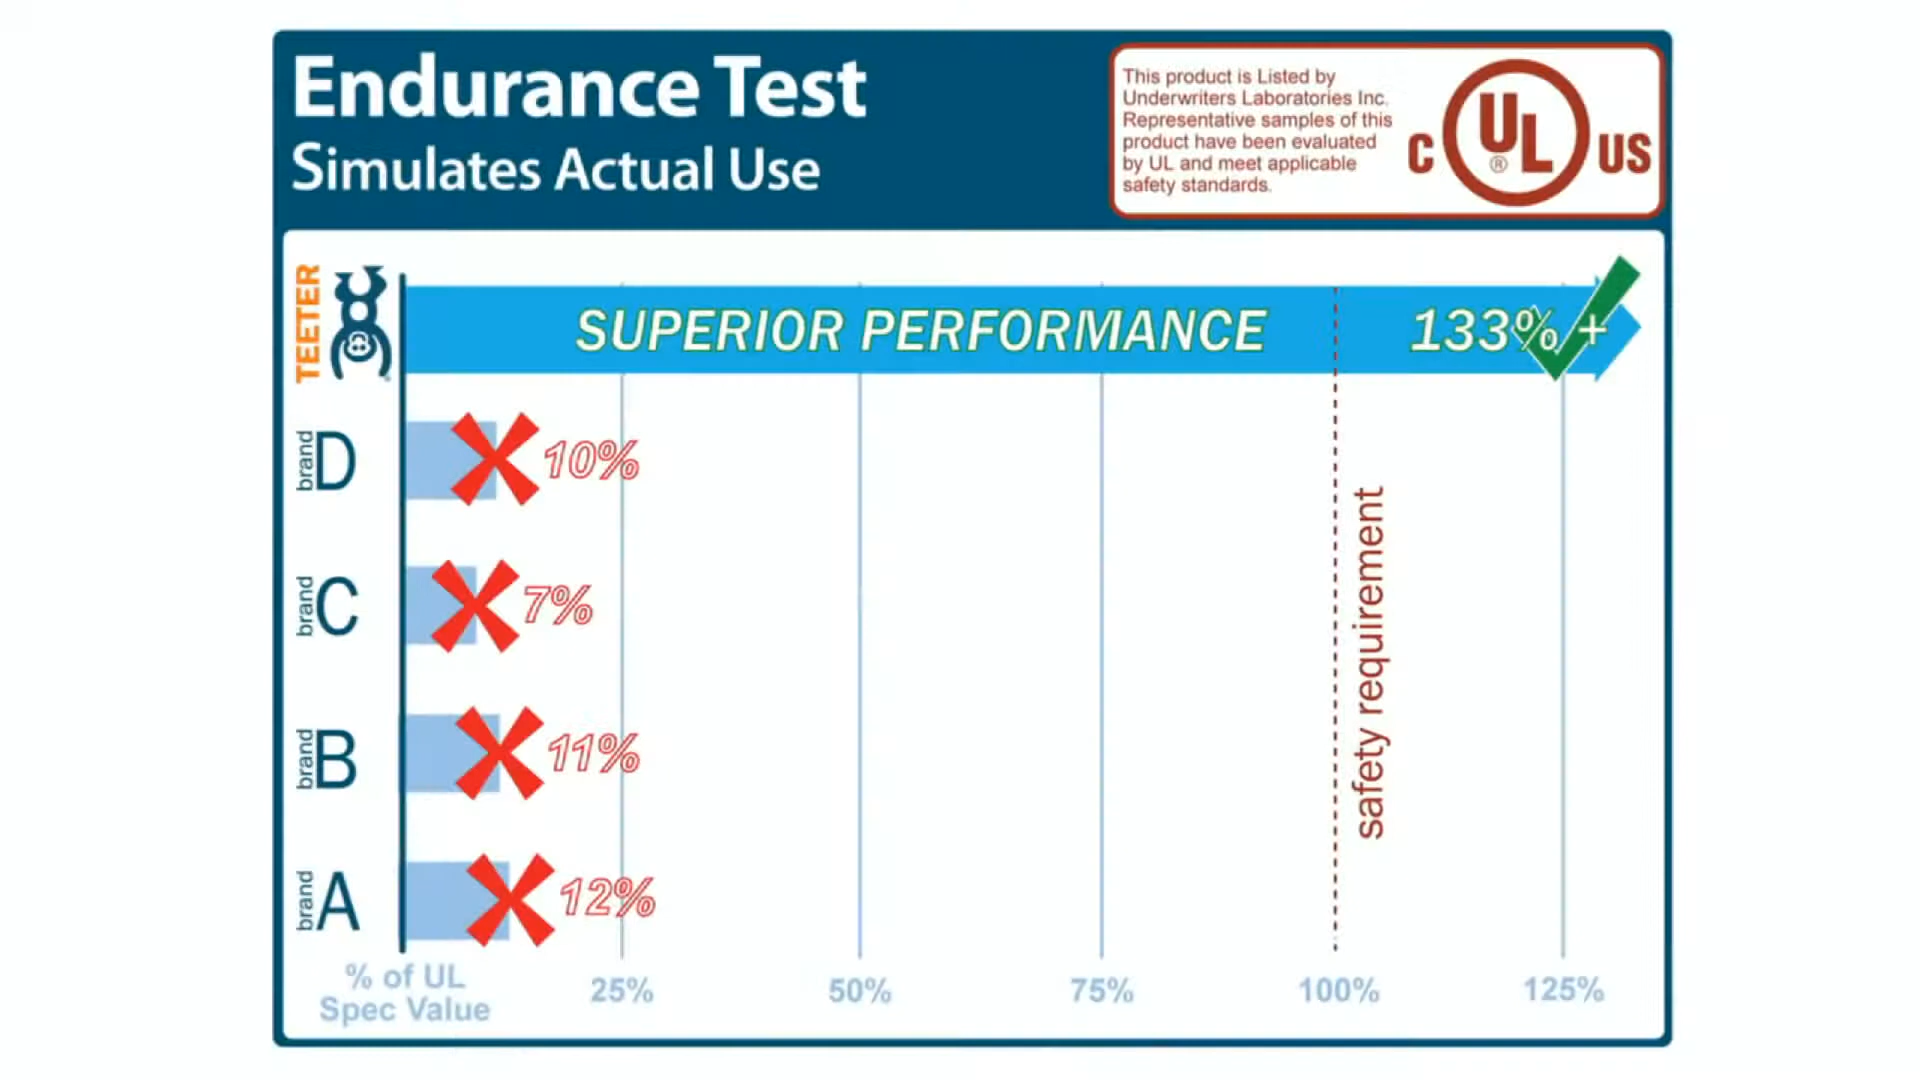 Endurance Test
Simulates Actual Use
This product is Listed by
Underwriters Laboratories Inc.
Representative samples of this
product have been evaluated
by UL and meet applicable
safety standards.
C UL ® US
TEETER
SUPERIOR PERFORMANCE 133%+
brand D 10%
brand C 7%
brand B 11%
brand A 12%
safety requirement
% of UL
Spec Value
25% 50% 75% 100% 125%